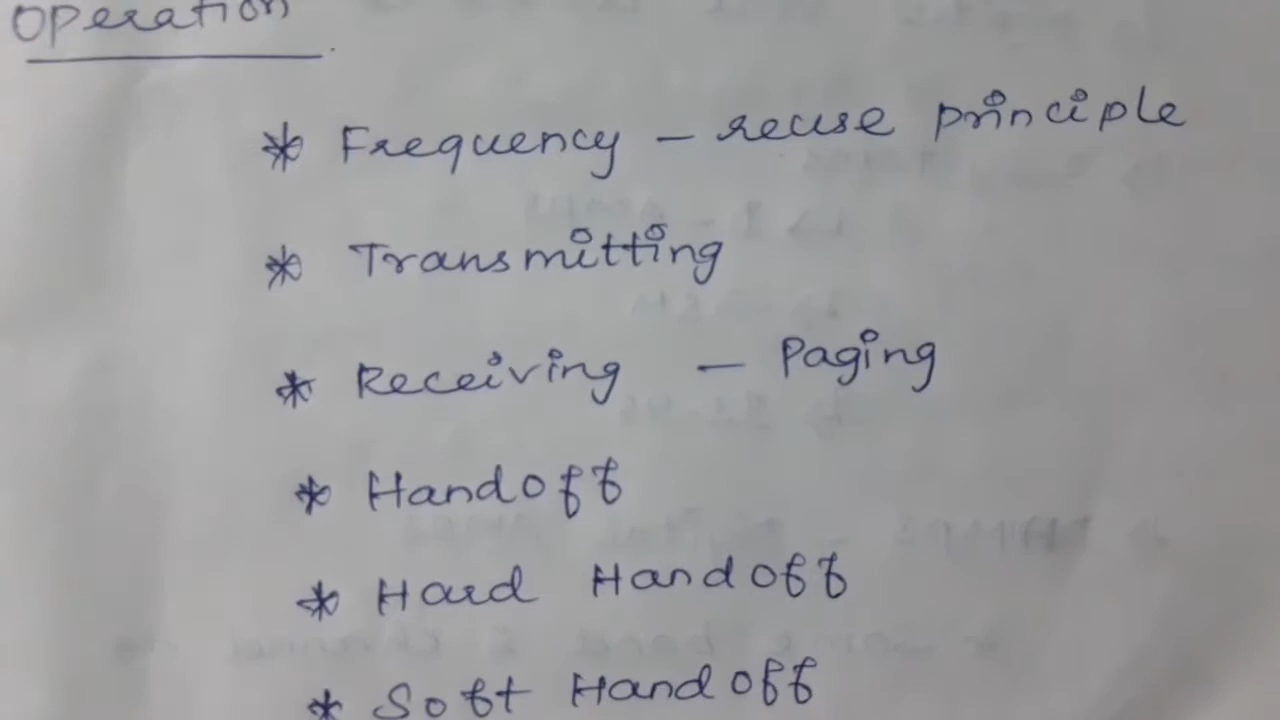 Operation
* Frequency - reuse principle
* Transmitting
* Receiving - Paging
* Handoff
* Hard Handoff
* Soft Handoff